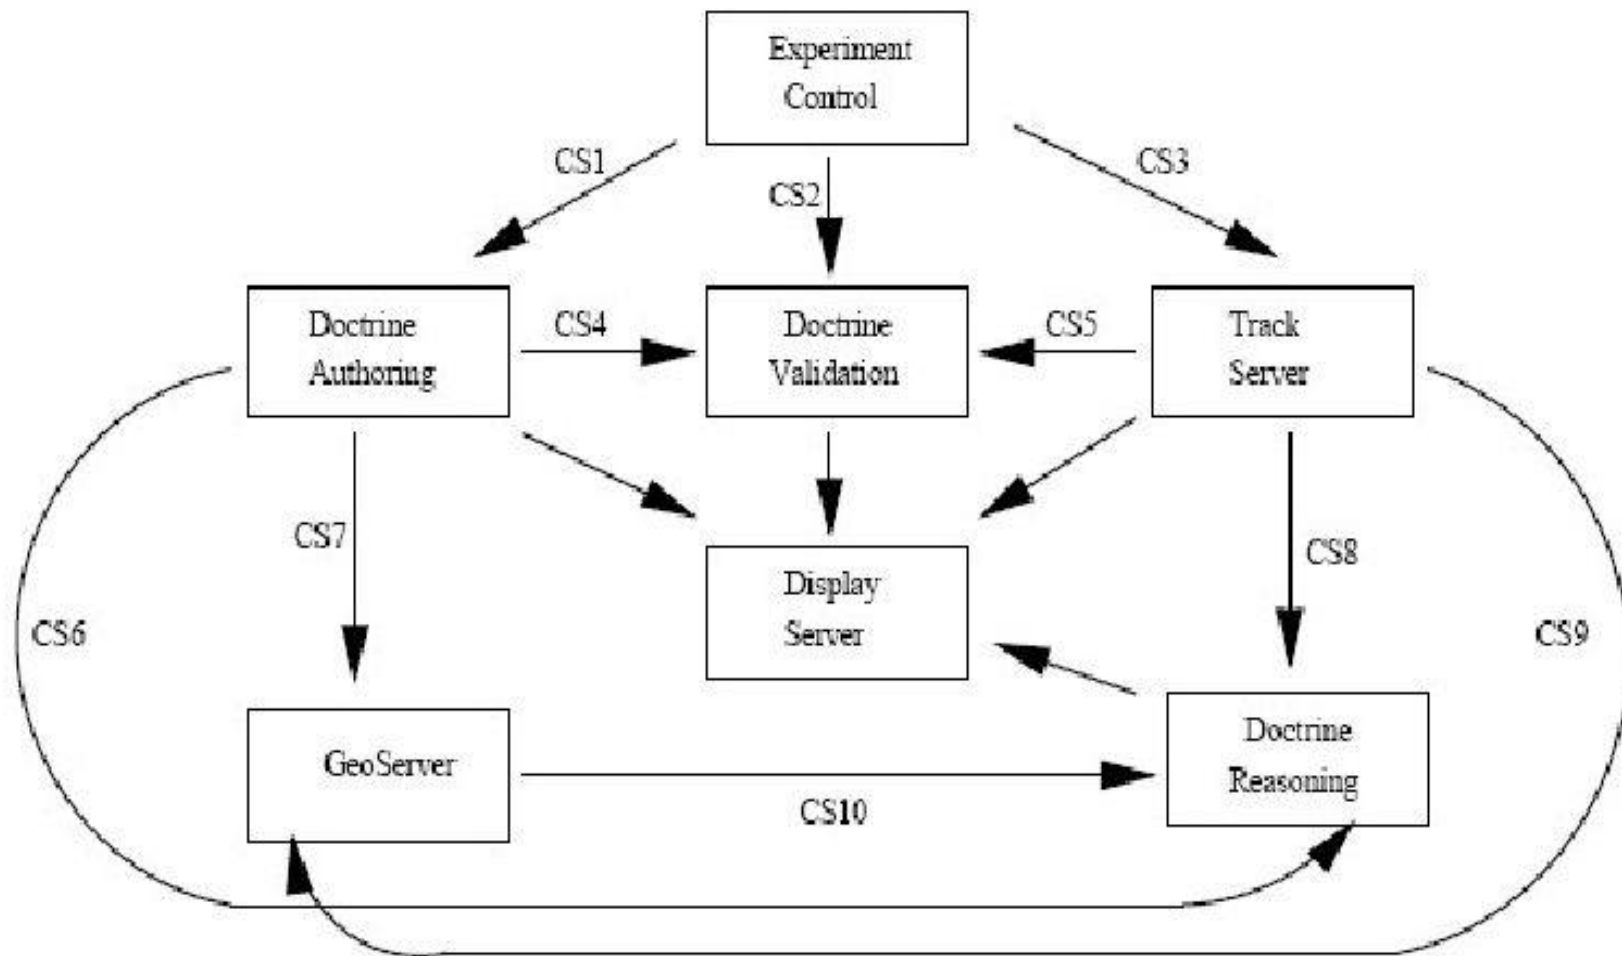 Experiment
Control
CS1
CS2
CS3
Doctrine
Authoring
CS4
Doctrine
Validation
CS5
Track
Server
CS7
CS8
CS6
Display
Server
CS9
GeoServer
CS10
Doctrine
Reasoning